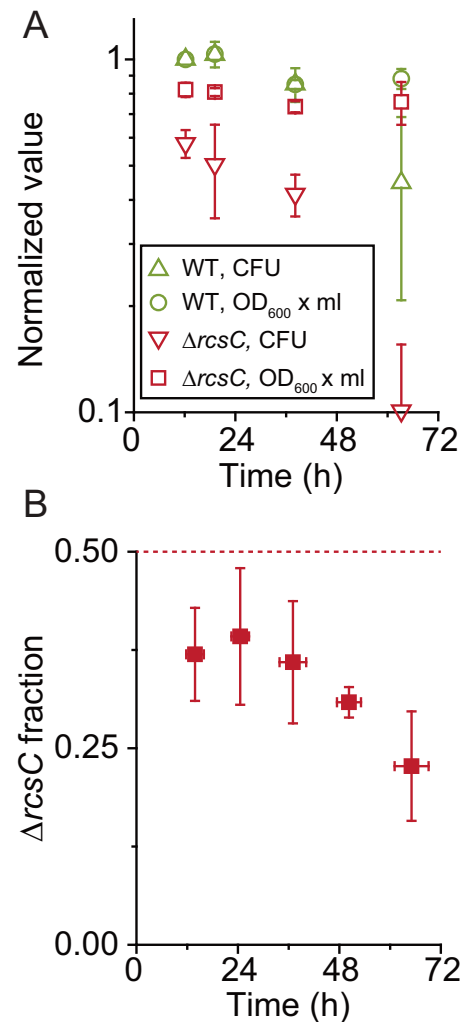 A
Normalized value
1
0.1
WT, CFU
WT, OD600 x ml
ΔrcsC, CFU
ΔrcsC, OD600 x ml
0 24 48 72
Time (h)
B
ΔrcsC fraction
0.50
0.25
0.00
0 24 48 72
Time (h)